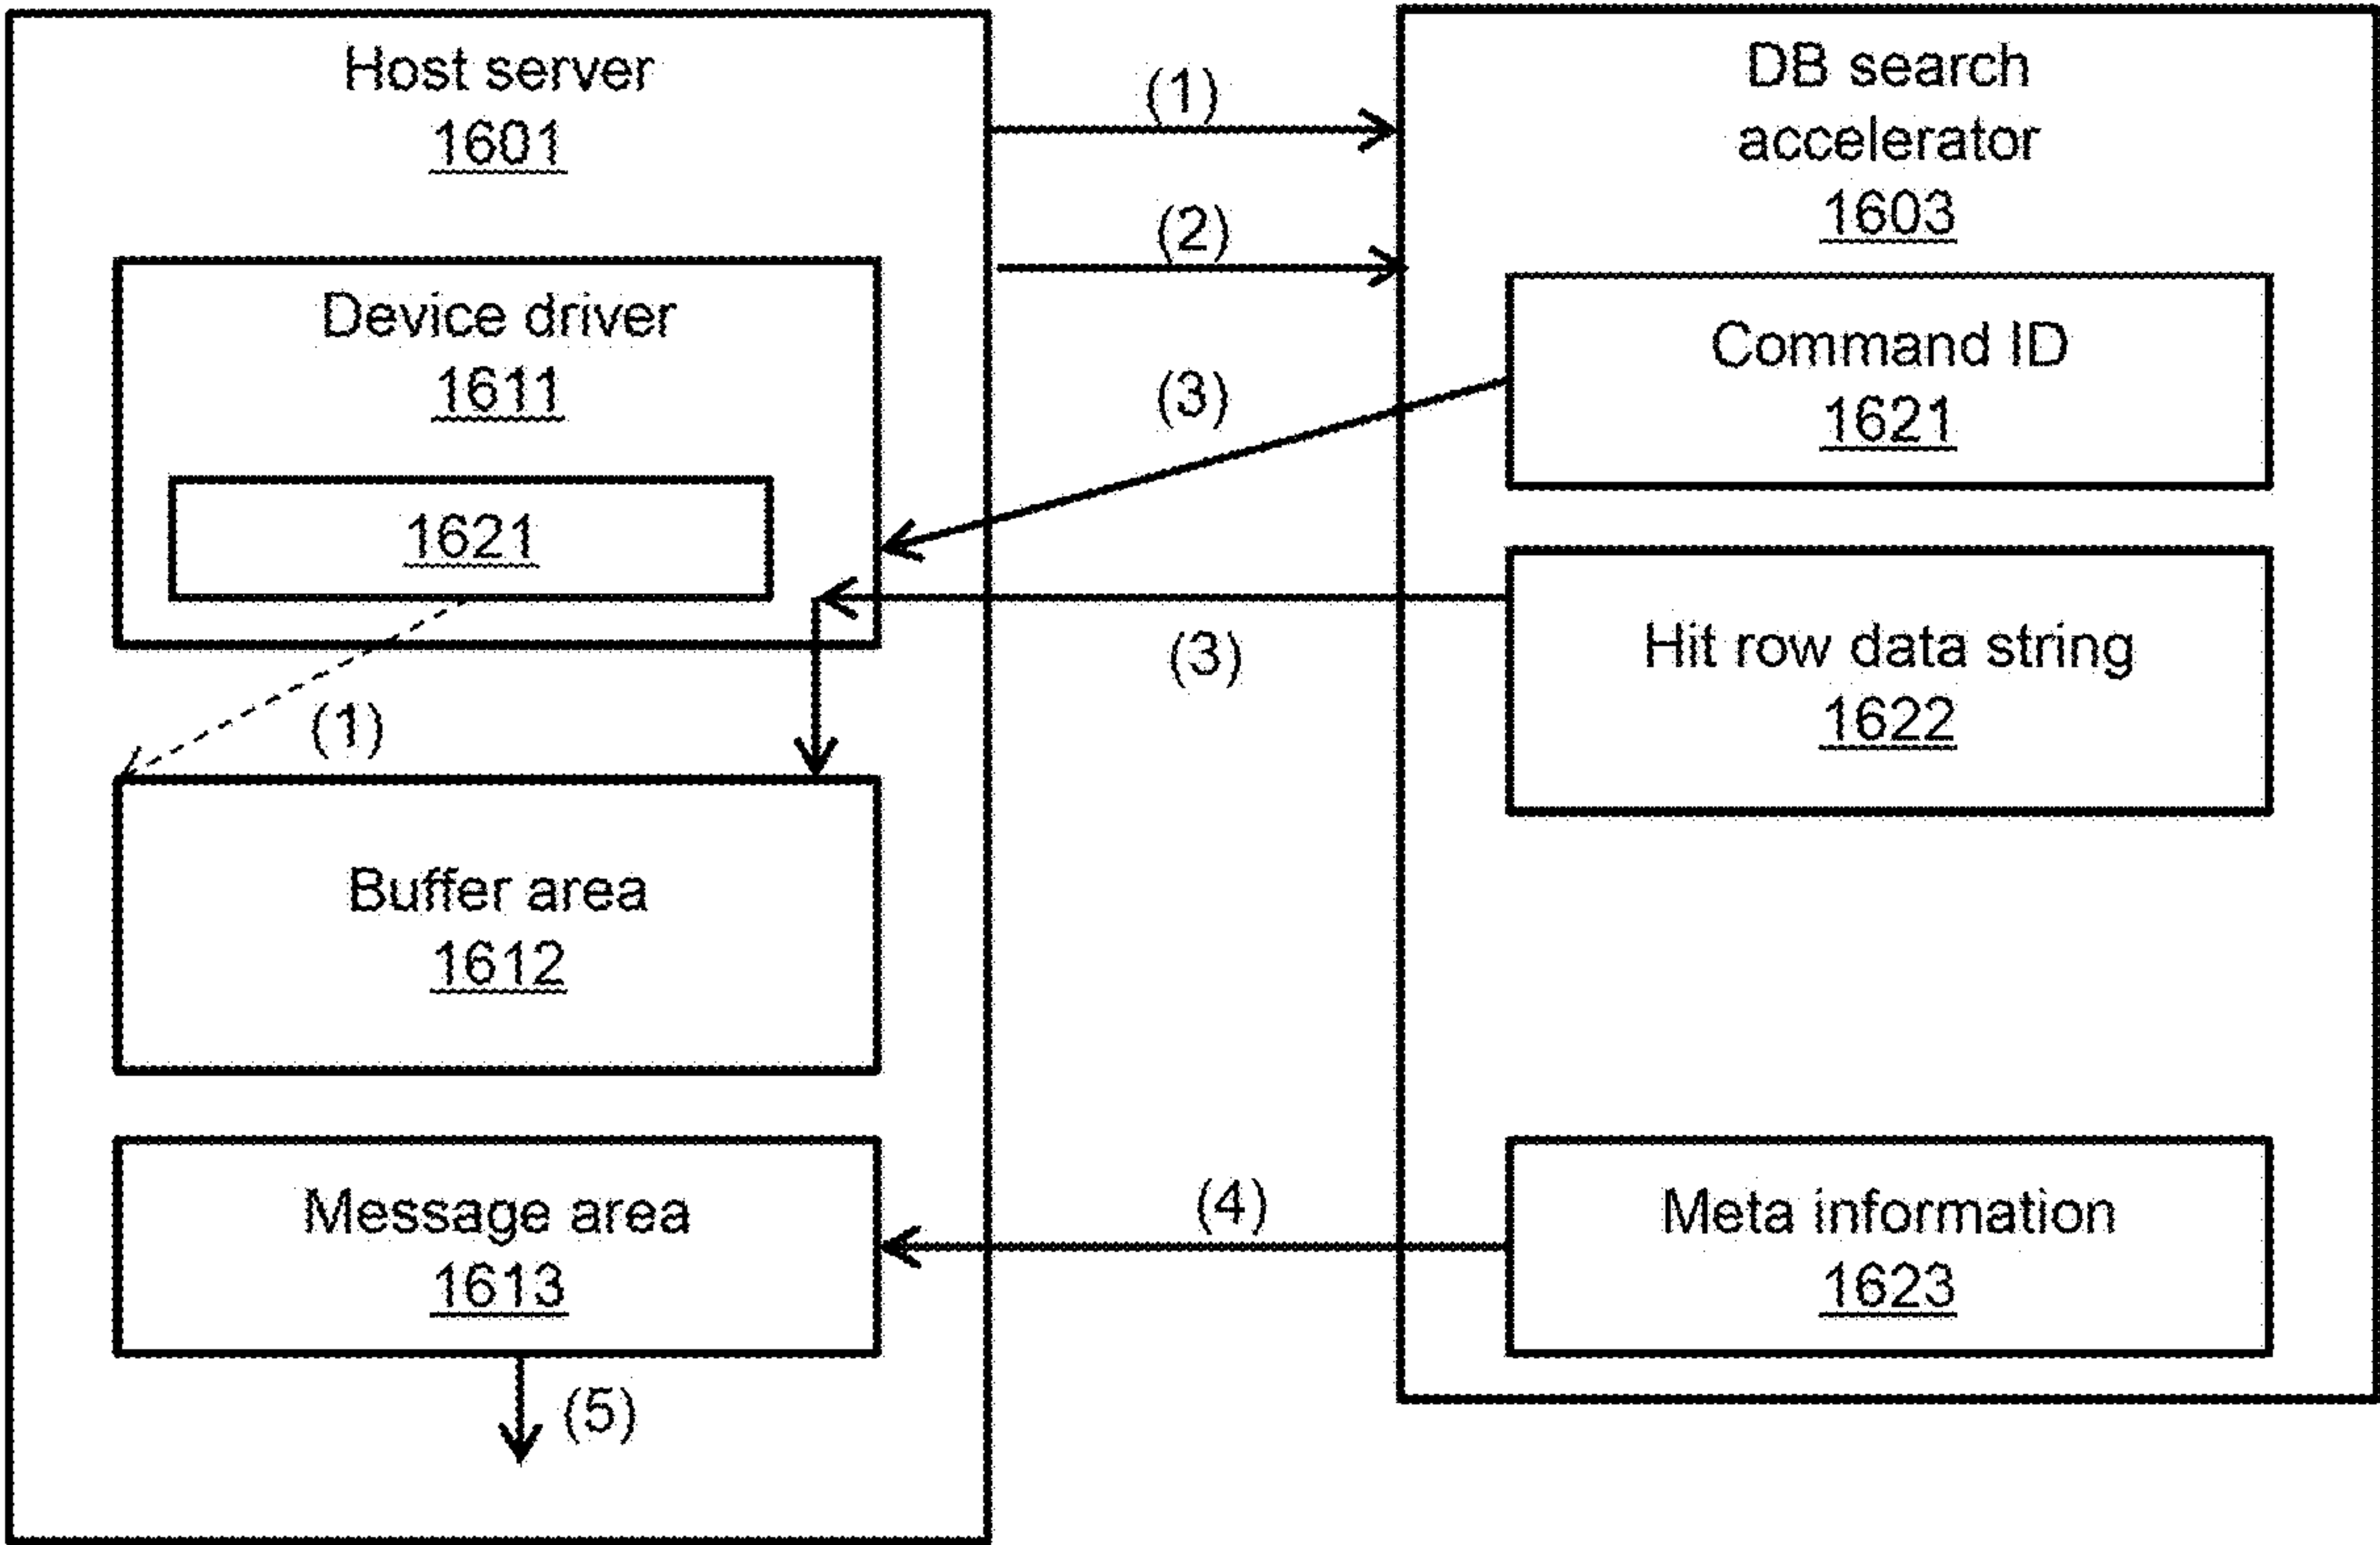 Host server
1601
Device driver
1611
1621
(1)
Buffer area
1612
Message area
1613
(5)
(1)
(2)
(3)
(3)
(4)
DB search
accelerator
1603
Command ID
1621
Hit row data string
1622
Meta information
1623